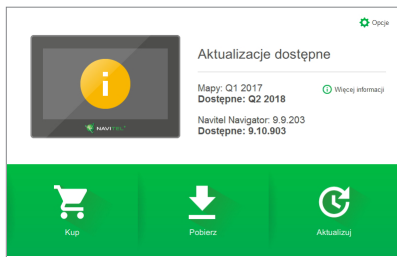 Opcje
Aktualizacje dostępne
Mapy: Q1 2017
Dostępne: Q2 2018
Więcej informacji
Navitel Navigator: 9.9.203
Dostępne: 9.10.903
NAVITEL
Kup
Pobierz
Aktualizuj